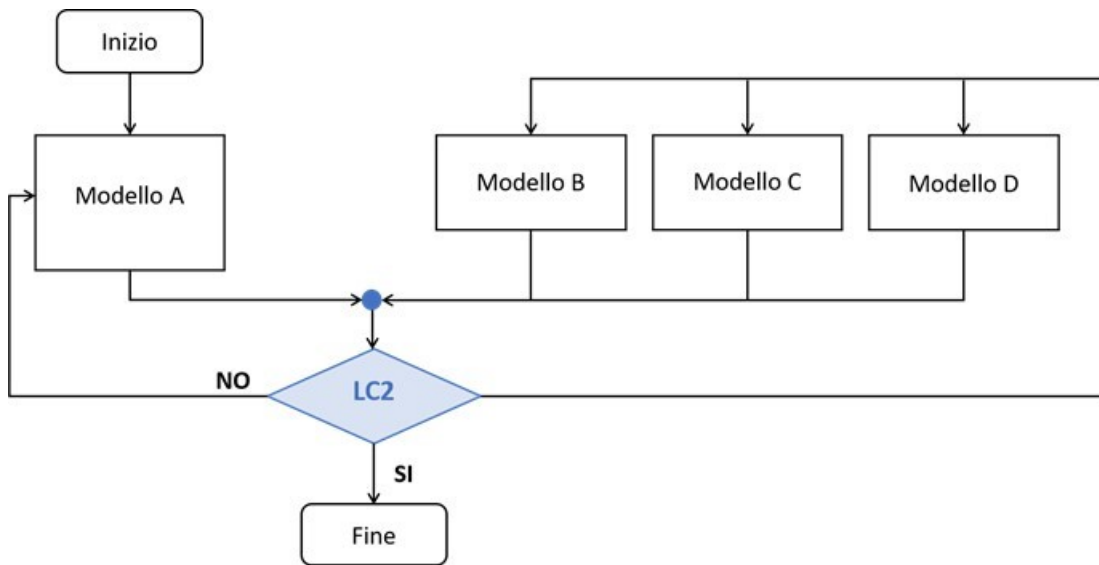 Inizio
Modello A
Modello B
Modello C
Modello D
NO
LC2
SI
Fine